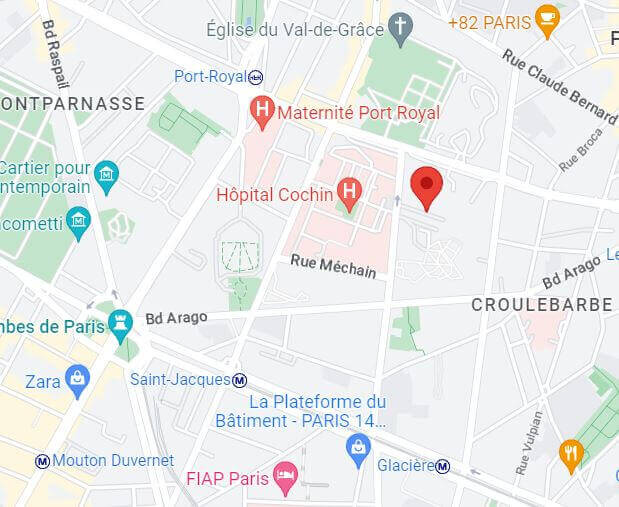 Église du Val-de-Grâce
+82 PARIS
Bd Raspail
Port-Royal
Rue Claude Bernard
ONTPARNASSE
Maternité Port Royal
Rue Broca
Cartier pour
ntemporain
Hôpital Cochin
cometti
Rue Méchain
Bd Arago
Bd Arago
CROULEBARBE
mbes de Paris
Zara
Saint-Jacques
La Plateforme du
Bâtiment - PARIS 14...
Rue Vulpian
Mouton Duvernet
Glacière
FIAP Paris